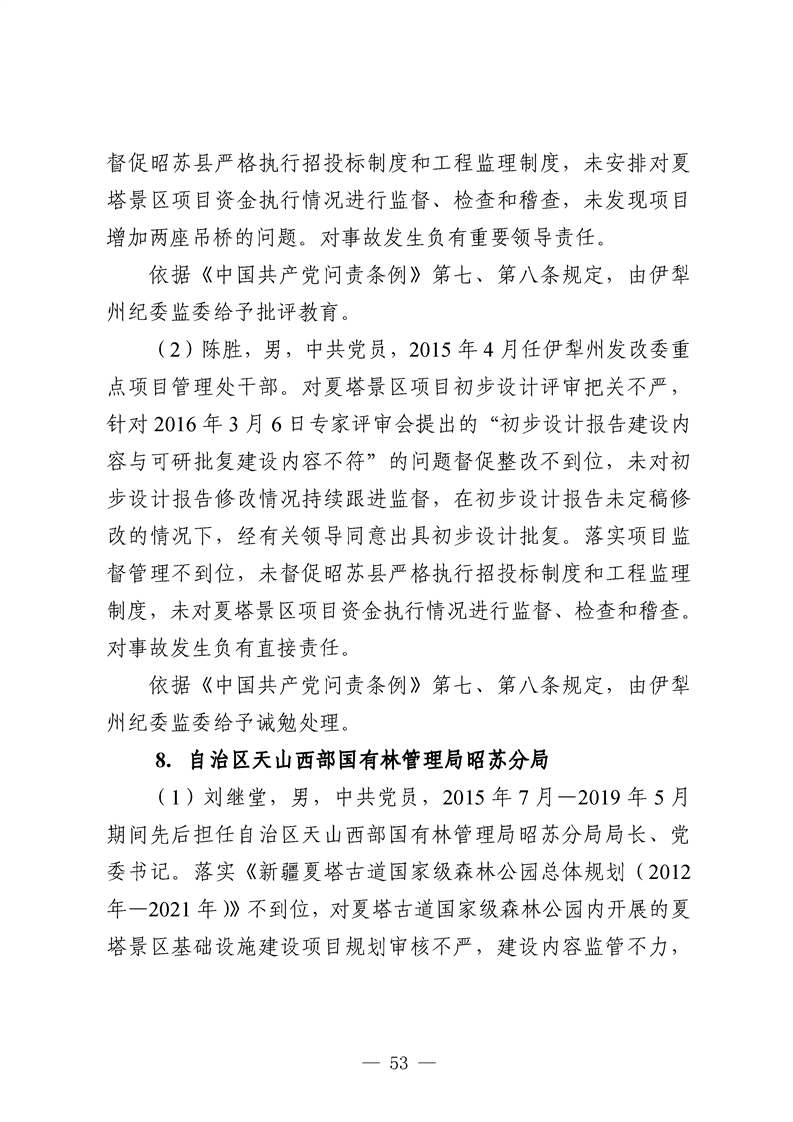 督促昭苏县严格执行招投标制度和工程监理制度，未安排对夏
塔景区项目资金执行情况进行监督、检查和稽查，未发现项目
增加两座吊桥的问题。对事故发生负有重要领导责任。
依据《中国共产党问责条例》第七、第八条规定，由伊犁
州纪委监委给予批评教育。
（2）陈胜，男，中共党员，2015 年 4 月任伊犁州发改委重
点项目管理处干部。对夏塔景区项目初步设计评审把关不严，
针对 2016 年 3 月 6 日专家评审会提出的“初步设计报告建设内
容与可研批复建设内容不符”的问题督促整改不到位，未对初
步设计报告修改情况持续跟进监督，在初步设计报告未定稿修
改的情况下，经有关领导同意出具初步设计批复。落实项目监
督管理不到位，未督促昭苏县严格执行招投标制度和工程监理
制度，未对夏塔景区项目资金执行情况进行监督、检查和稽查。
对事故发生负有直接责任。
依据《中国共产党问责条例》第七、第八条规定，由伊犁
州纪委监委给予诫勉处理。
8. 自治区天山西部国有林管理局昭苏分局
（1）刘继堂，男，中共党员，2015 年 7 月—2019 年 5 月
期间先后担任自治区天山西部国有林管理局昭苏分局局长、党
委书记。落实《新疆夏塔古道国家级森林公园总体规划（2012
年—2021 年）》不到位，对夏塔古道国家级森林公园内开展的夏
塔景区基础设施建设项目规划审核不严，建设内容监管不力，
— 53 —